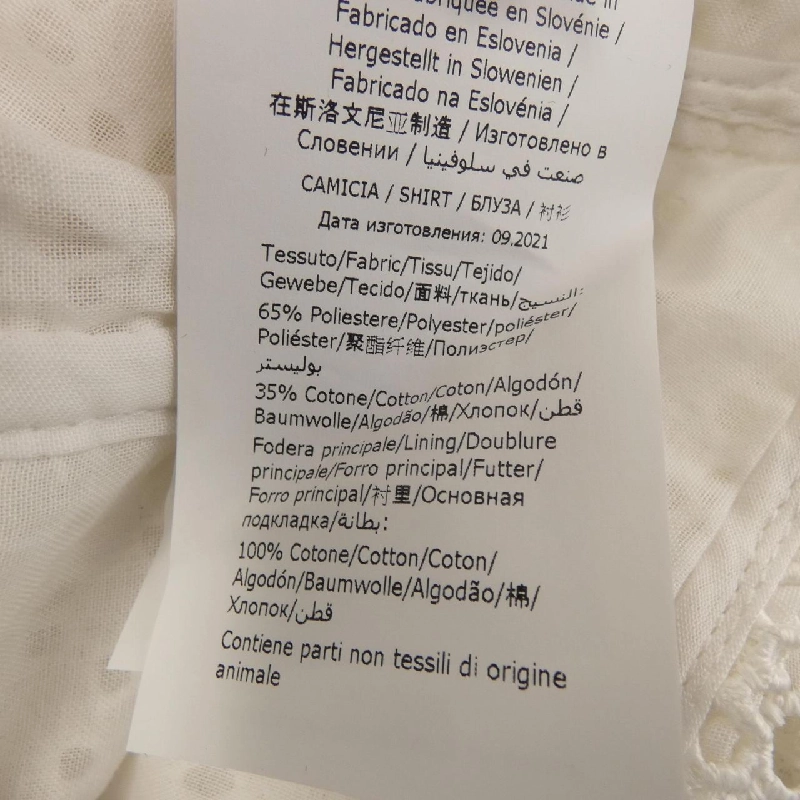 in
en Slovénie /
Fabricado en Eslovenia /
Hergestellt in Slowenien /
Fabricado na Eslovénia /
在斯洛文尼亚制造 / Изготовлено в
Словении / صنعت في سلوفينيا
CAMICIA / SHIRT / БЛУЗА / 衬衫
Дата изготовления: 09.2021
Tessuto/Fabric/Tissu/Tejido/
Gewebe/Tecido/面料/ткань/النسيج:
65% Poliestere/Polyester/poliéster/
Poliéster/聚酯纤维/Полиэстер/
بوليستر
35% Cotone/Cotton/Coton/Algodón/
Baumwolle/Algodão/棉/Хлопок/قطن
Fodera principale/Lining/Doublure
principale/Forro principal/Futter/
Forro principal/衬里/Основная
подкладка/بطانة:
100% Cotone/Cotton/Coton/
Algodón/Baumwolle/Algodão/棉/
Хлопок/قطن
Contiene parti non tessili di origine
animale